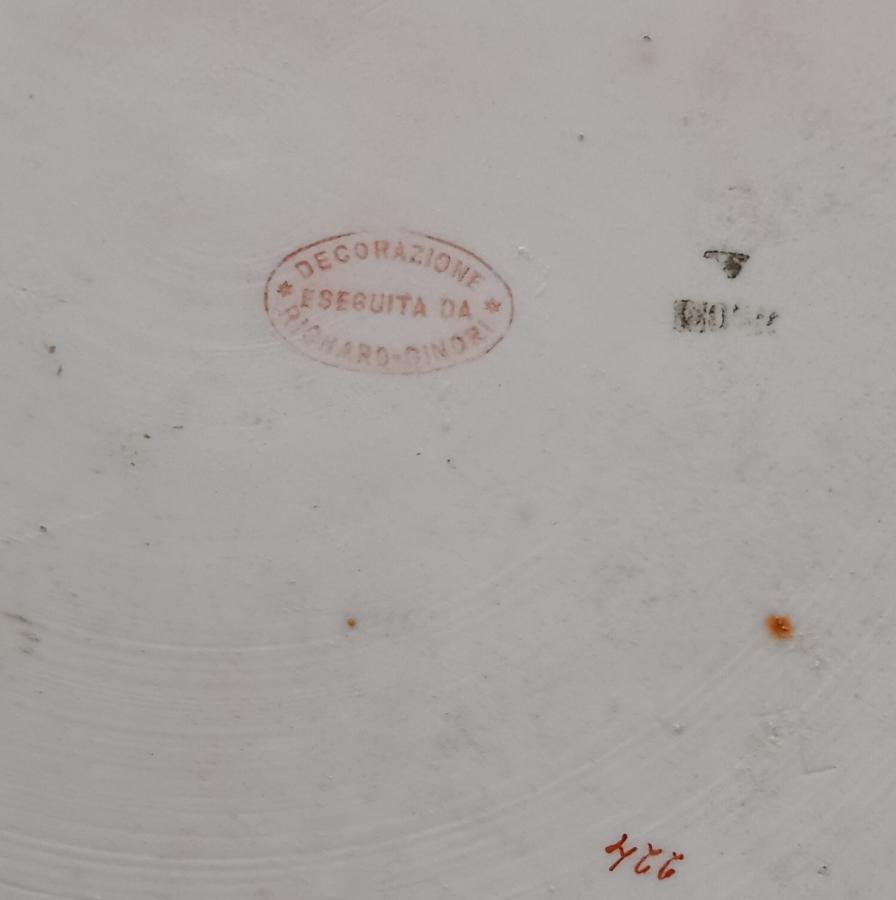 DECORAZIONE
ESEGUITA DA
RICHARD-GINORI
224